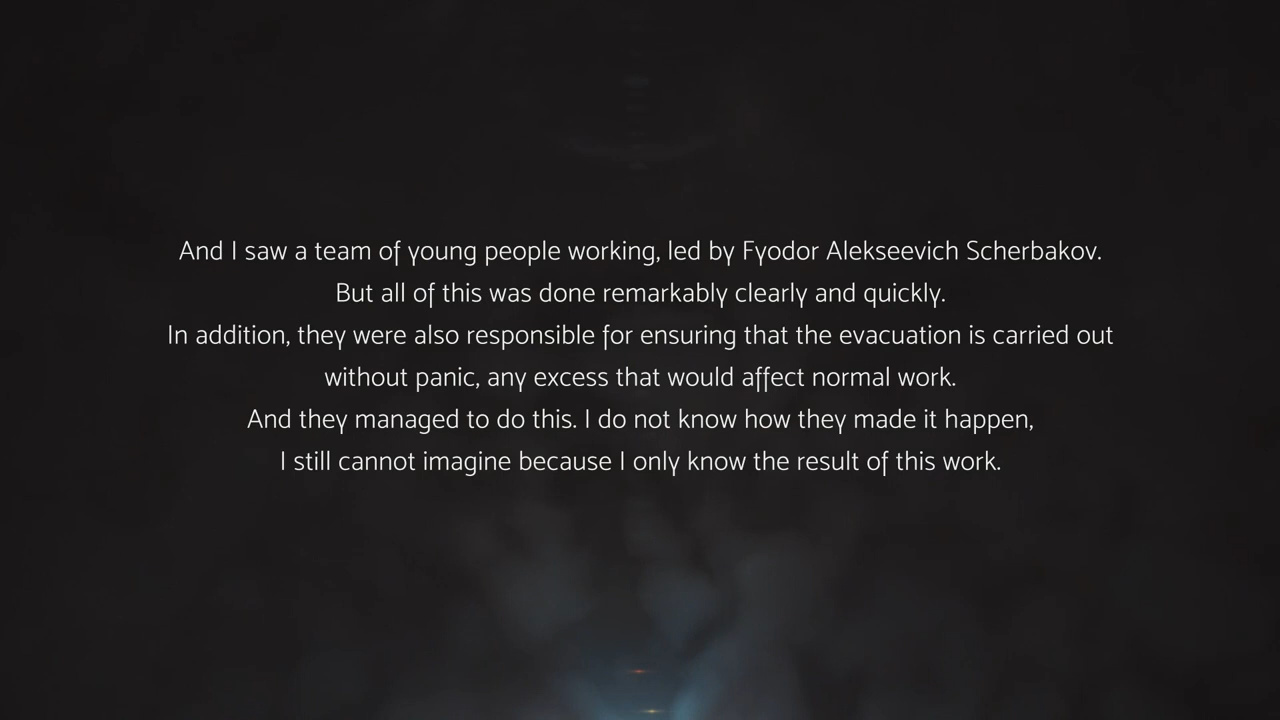 And I saw a team of young people working, led by Fyodor Alekseevich Scherbakov.
But all of this was done remarkably clearly and quickly.
In addition, they were also responsible for ensuring that the evacuation is carried out
without panic, any excess that would affect normal work.
And they managed to do this. I do not know how they made it happen,
I still cannot imagine because I only know the result of this work.